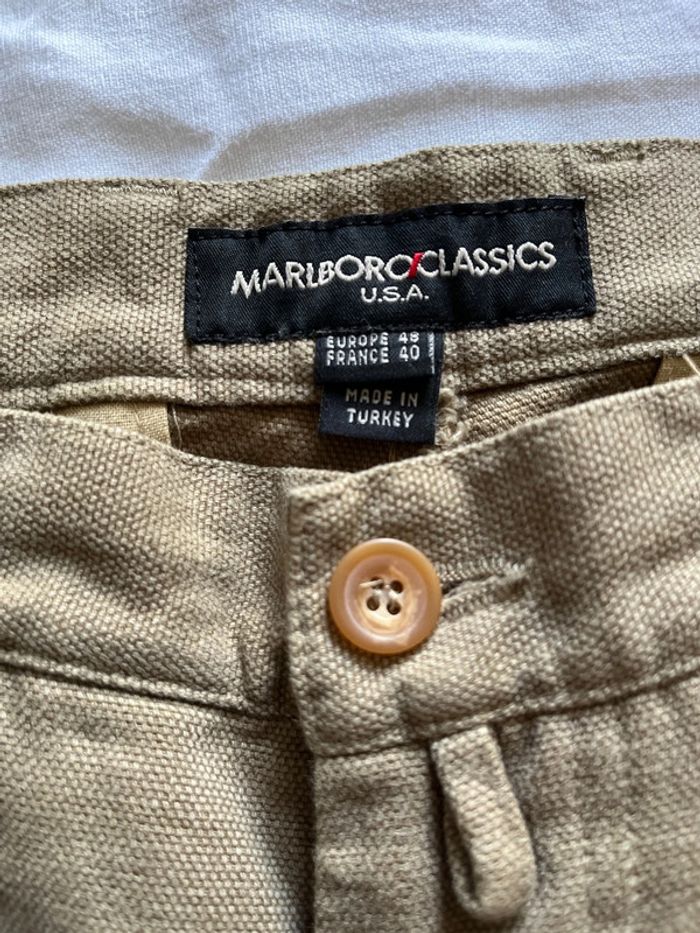 MARLBORO CLASSICS
U.S.A.
EUROPE 48
FRANCE 40
MADE IN
TURKEY